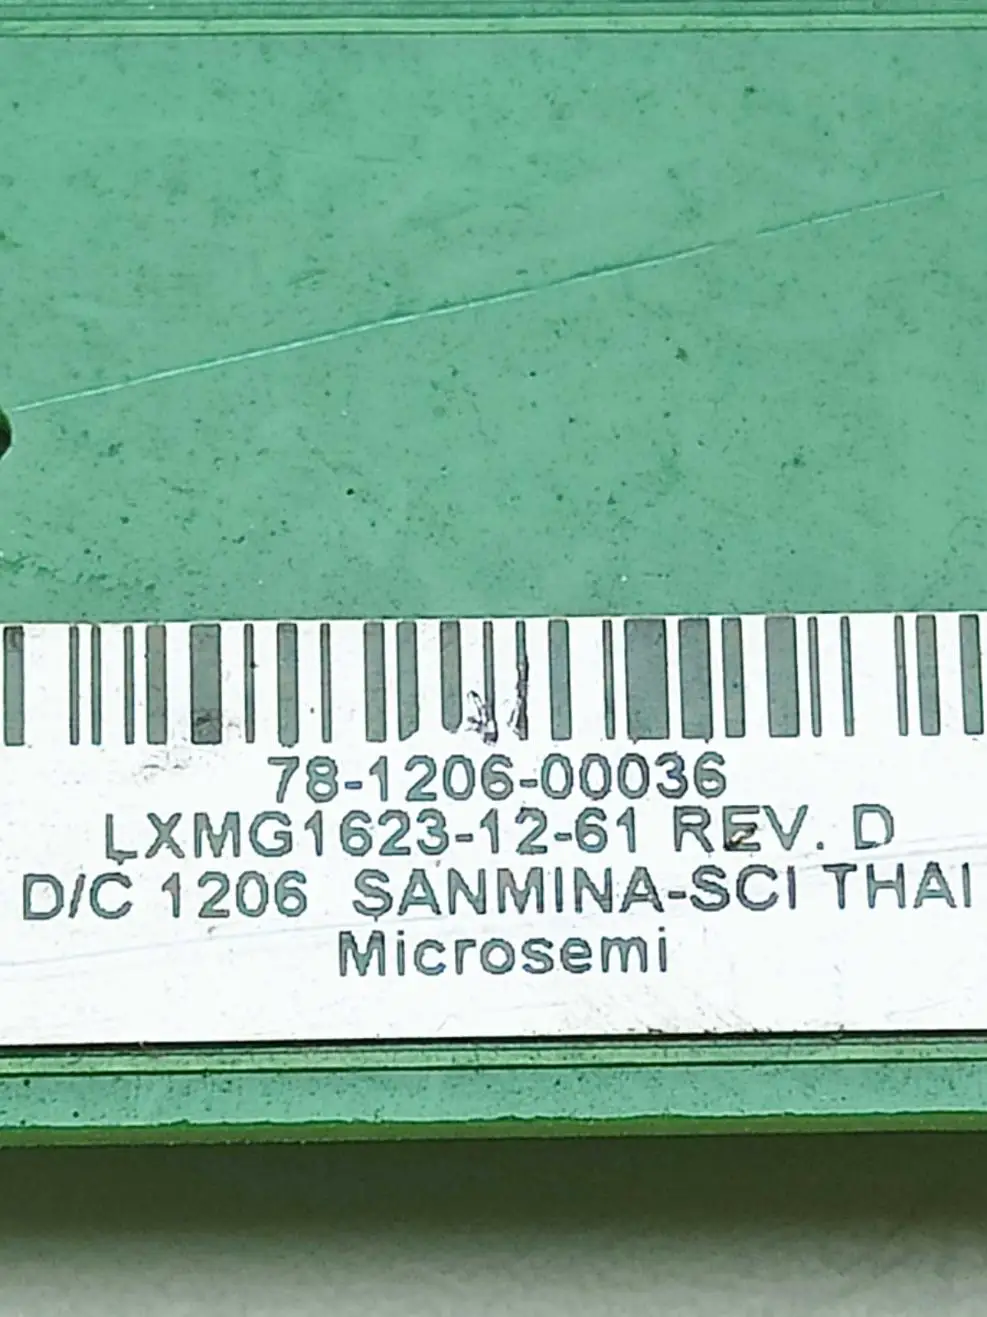 78-1206-00036
LXMG1623-12-61 REV. D
D/C 1206 SANMINA-SCI THAI
Microsemi